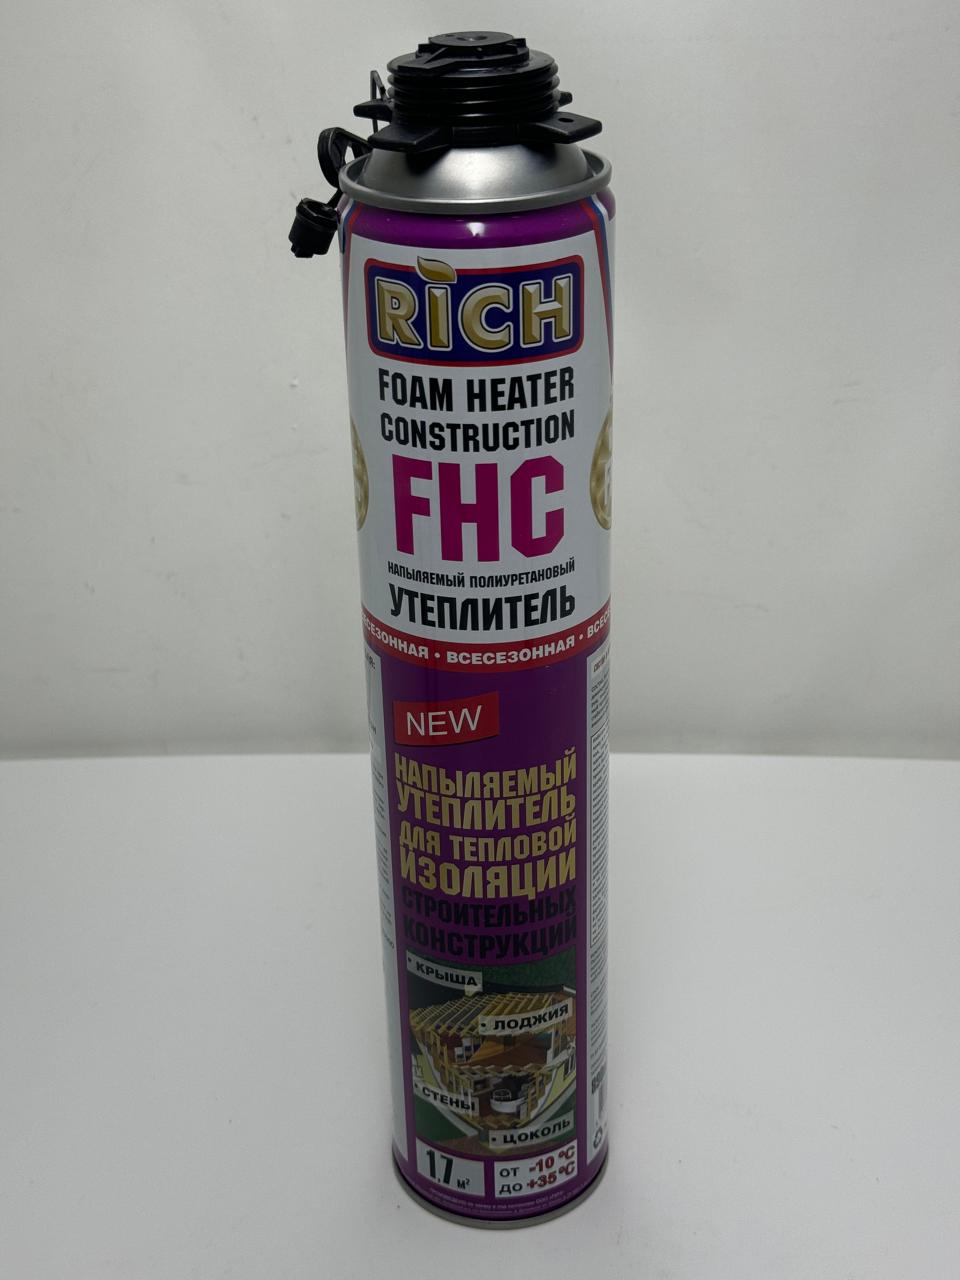 RICH
FOAM HEATER
CONSTRUCTION
FHC
НАПЫЛЯЕМЫЙ ПОЛИУРЕТАНОВЫЙ
УТЕПЛИТЕЛЬ
ВСЕСЕЗОННАЯ • ВСЕСЕЗОННАЯ •
NEW
НАПЫЛЯЕМЫЙ
УТЕПЛИТЕЛЬ
ДЛЯ ТЕПЛОВОЙ
ИЗОЛЯЦИИ
СТРОИТЕЛЬНЫХ
КОНСТРУКЦИЙ
• КРЫША
• ЛОДЖИЯ
• СТЕНЫ
• ЦОКОЛЬ
1,7 м²
от -10 °C
до +35 °C